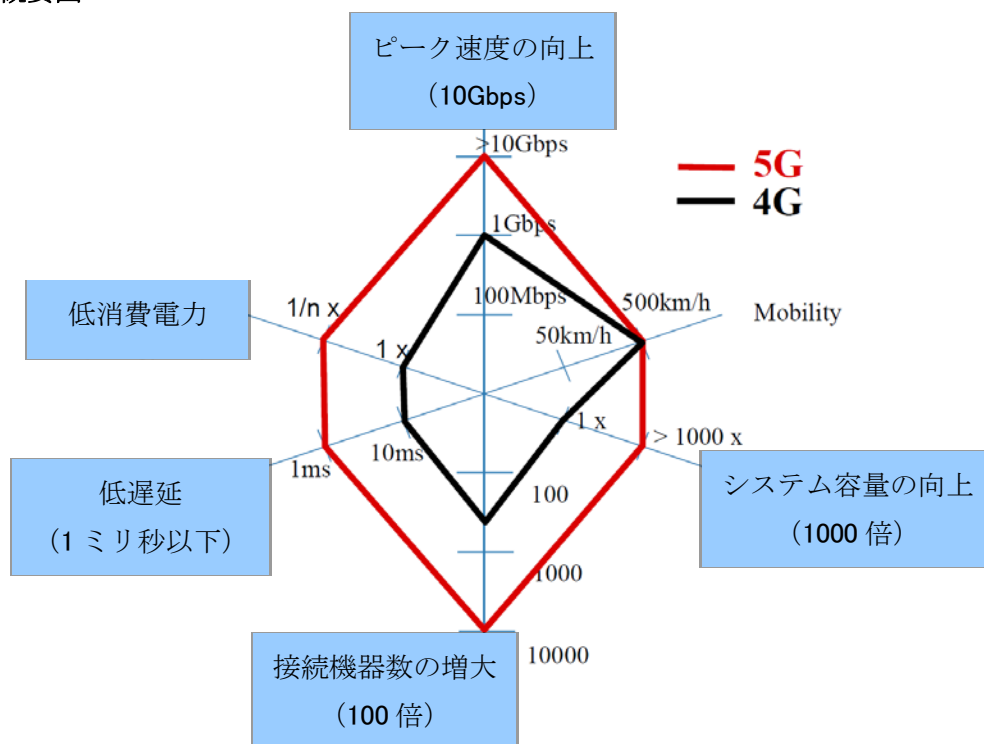 ピーク速度の向上
（10Gbps）
>10Gbps
5G
4G
1Gbps
100Mbps
500km/h
Mobility
50km/h
低消費電力
1/n x
1 x
1 x
> 1000 x
10ms
1ms
低遅延
（1 ミリ秒以下）
システム容量の向上
（1000 倍）
100
1000
10000
接続機器数の増大
（100 倍）